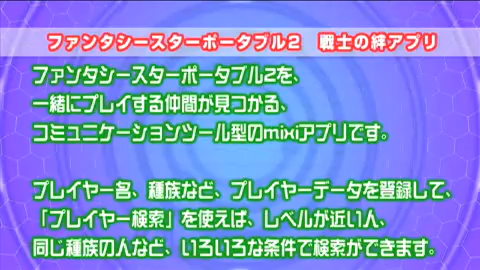 ファンタシースターポータブル2　戦士の絆アプリ
ファンタシースターポータブル2を、
一緒にプレイする仲間が見つかる、
コミュニケーションツール型のmixiアプリです。
プレイヤー名、種族など、プレイヤーデータを登録して、
「プレイヤー検索」を使えば、レベルが近い人、
同じ種族の人など、いろいろな条件で検索ができます。